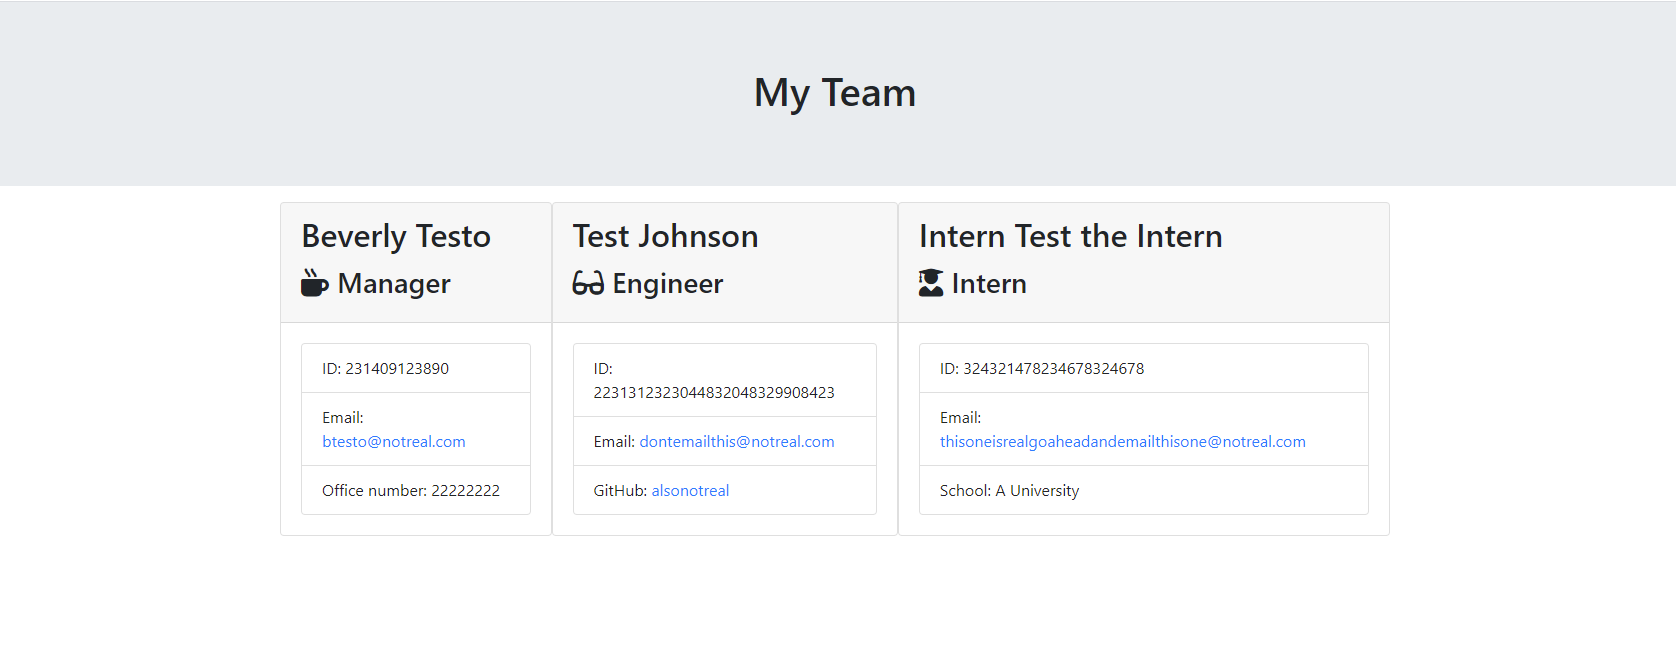 My Team
Beverly Testo
Manager
ID: 231409123890
Email:
btesto@notreal.com
Office number: 22222222
Test Johnson
Engineer
ID:
2231312323044832048329908423
Email: dontemailthis@notreal.com
GitHub: alsonotreal
Intern Test the Intern
Intern
ID: 324321478234678324678
Email:
thisoneisrealgoaheadandemailthisone@notreal.com
School: A University